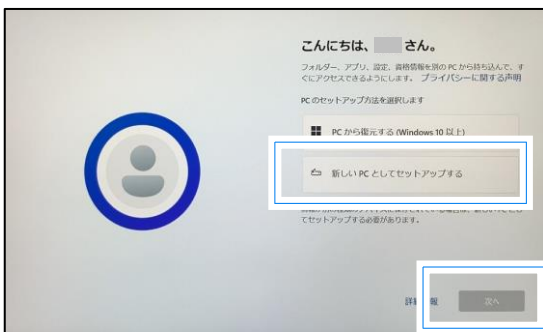 こんにちは、 さん。
フォルダー、アプリ、設定、資格情報を別の PC から持ち込んで、す
ぐにアクセスできるようにします。 プライバシーに関する声明
PC のセットアップ方法を選択します
PC から復元する (Windows 10 以上)
新しい PC としてセットアップする
てセットアップする必要があります。
詳 報
次へ